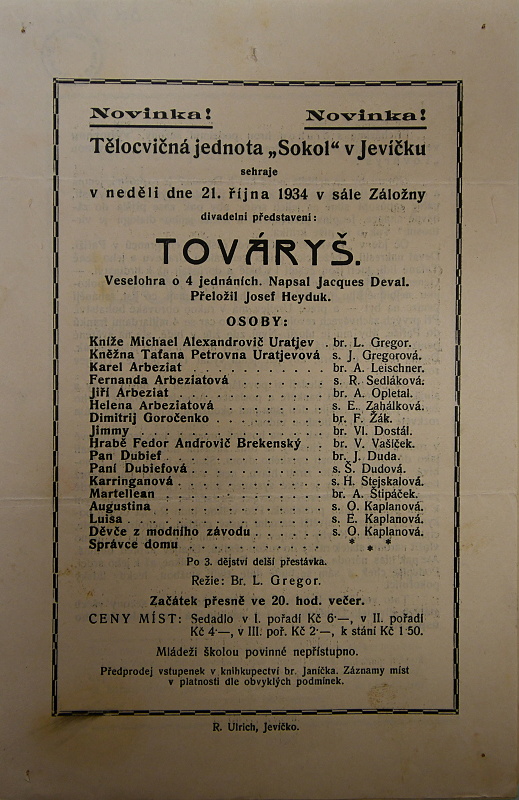 Novinka! Novinka!
Tělocvičná jednota „Sokol“ v Jevíčku
sehraje
v neděli dne 21. října 1934 v sále Záložny
divadelní představení:
TOVÁRYŠ.
Veselohra o 4 jednáních. Napsal Jacques Deval.
Přeložil Josef Heyduk.
OSOBY:
Kníže Michael Alexandrovič Uratjev . br. L. Gregor.
Kněžna Taťana Petrovna Uratjevová s. J. Gregorová.
Karel Arbeziat . . . . . . . . . . br. A. Leischner.
Fernanda Arbeziatová . . . . . . . s. R. Sedláková.
Jiří Arbeziat . . . . . . . . . . . br. A. Opletal.
Helena Arbeziatová . . . . . . . . s. E. Zahálková.
Dimitrij Goročenko . . . . . . . . br. F. Žák.
Jimmy . . . . . . . . . . . . . . br. Vl. Dostál.
Hrabě Fedor Androvič Brekenský . . br. V. Vašíček.
Pan Dubief . . . . . . . . . . . . br. J. Duda.
Paní Dubiefová . . . . . . . . . . s. Š. Dudová.
Karringanová . . . . . . . . . . . s. H. Stejskalová.
Martellean . . . . . . . . . . . . br. A. Štipáček.
Augustina . . . . . . . . . . . . s. O. Kaplanová.
Luisa . . . . . . . . . . . . . . s. E. Kaplanová.
Děvče z modního závodu . . . . . . s. O. Kaplanová.
Správce domu . . . . . . . . . . . * * *
Po 3. dějství delší přestávka.
Režie: Br. L. Gregor.
Začátek přesně ve 20. hod. večer.
CENY MÍST: Sedadlo v I. pořadí Kč 6·—, v II. pořadí
Kč 4·—, v III. poř. Kč 2·—, k stání Kč 1·50.
Mládeži školou povinné nepřístupno.
Předprodej vstupenek v knihkupectví br. Janíčka. Záznamy míst
v platnosti dle obvyklých podmínek.
R. Ulrich, Jevíčko.